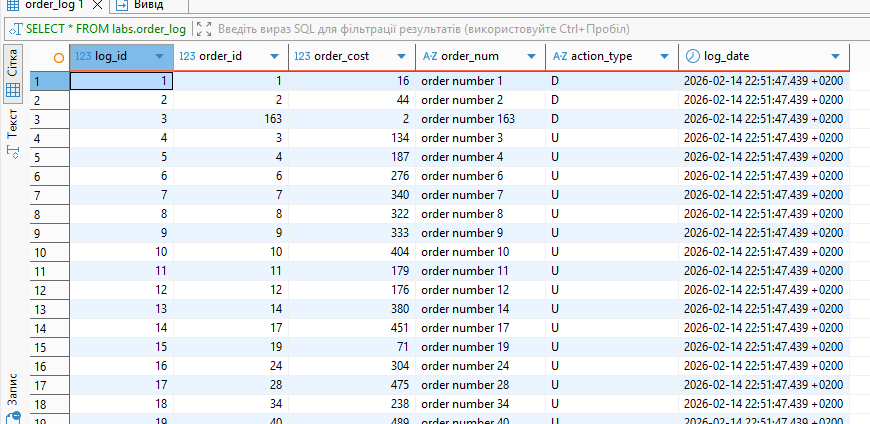 order_log 1 Вивід
SELECT * FROM labs.order_log Введіть вираз SQL для фільтрації результатів (використовуйте Ctrl+Пробіл)
Сітка
Текст
Запис
123 log_id 123 order_id 123 order_cost A-Z order_num A-Z action_type log_date
1 1 1 16 order number 1 D 2026-02-14 22:51:47.439 +0200
2 2 2 44 order number 2 D 2026-02-14 22:51:47.439 +0200
3 3 163 2 order number 163 D 2026-02-14 22:51:47.439 +0200
4 4 3 134 order number 3 U 2026-02-14 22:51:47.439 +0200
5 5 4 187 order number 4 U 2026-02-14 22:51:47.439 +0200
6 6 6 276 order number 6 U 2026-02-14 22:51:47.439 +0200
7 7 7 340 order number 7 U 2026-02-14 22:51:47.439 +0200
8 8 8 322 order number 8 U 2026-02-14 22:51:47.439 +0200
9 9 9 333 order number 9 U 2026-02-14 22:51:47.439 +0200
10 10 10 404 order number 10 U 2026-02-14 22:51:47.439 +0200
11 11 11 179 order number 11 U 2026-02-14 22:51:47.439 +0200
12 12 12 176 order number 12 U 2026-02-14 22:51:47.439 +0200
13 13 14 380 order number 14 U 2026-02-14 22:51:47.439 +0200
14 14 17 451 order number 17 U 2026-02-14 22:51:47.439 +0200
15 15 19 71 order number 19 U 2026-02-14 22:51:47.439 +0200
16 16 24 304 order number 24 U 2026-02-14 22:51:47.439 +0200
17 17 28 475 order number 28 U 2026-02-14 22:51:47.439 +0200
18 18 34 238 order number 34 U 2026-02-14 22:51:47.439 +0200
19 19 40 489 order number 40 U 2026-02-14 22:51:47.439 +0200